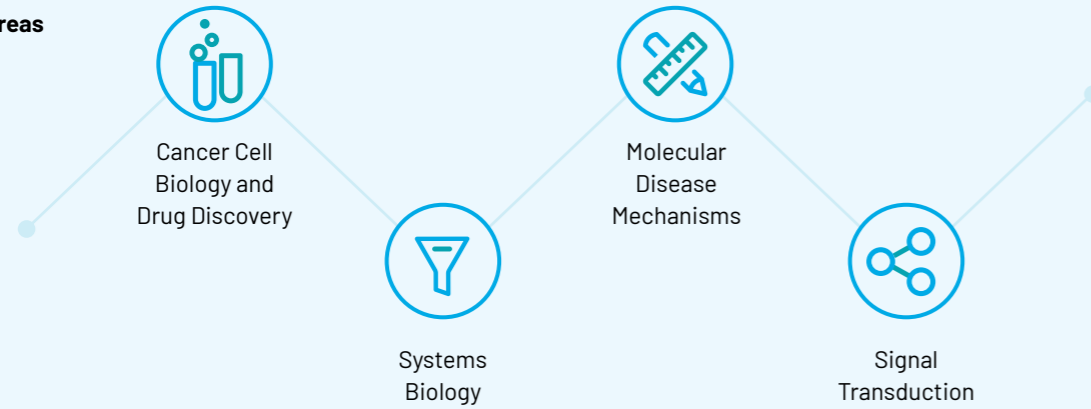 reas
Cancer Cell
Biology and
Drug Discovery
Molecular
Disease
Mechanisms
Systems
Biology
Signal
Transduction